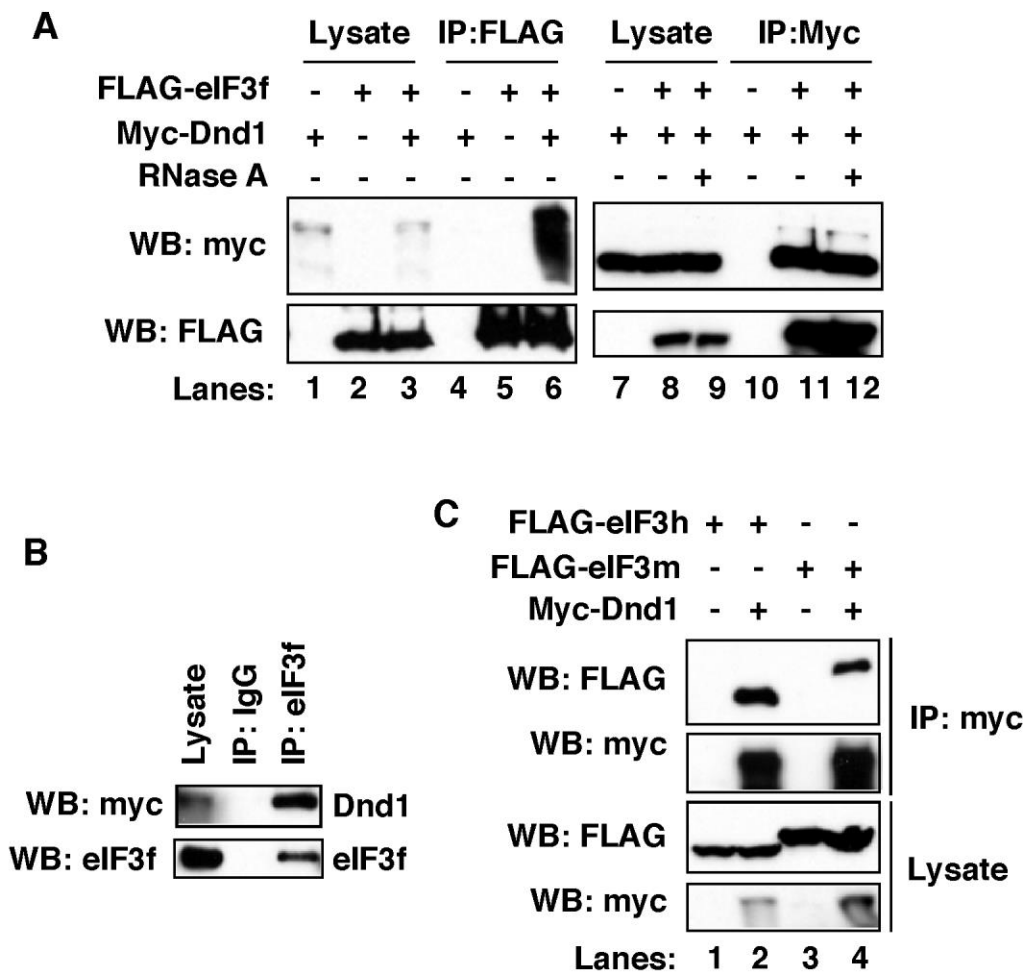 A
Lysate IP:FLAG Lysate IP:Myc
FLAG-eIF3f - + + - + + - + + - + +
Myc-Dnd1 + - + + - + + + + + + +
RNase A - - - - - - - - + - - +
WB: myc
WB: FLAG
Lanes: 1 2 3 4 5 6 7 8 9 10 11 12
B
Lysate
IP: IgG
IP: eIF3f
WB: myc Dnd1
WB: eIF3f eIF3f
C
FLAG-eIF3h + + - -
FLAG-eIF3m - - + +
Myc-Dnd1 - + - +
WB: FLAG
WB: myc
IP: myc
WB: FLAG
WB: myc
Lysate
Lanes: 1 2 3 4